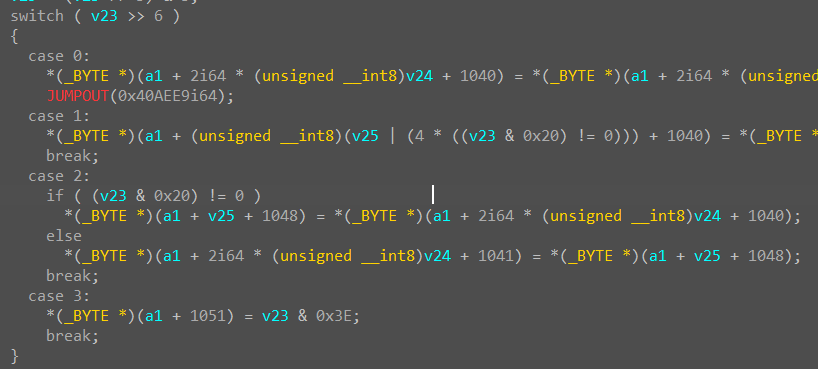 switch ( v23 >> 6 )
{
case 0:
*(_BYTE *)(a1 + 2i64 * (unsigned __int8)v24 + 1040) = *(_BYTE *)(a1 + 2i64 * (unsigned
JUMPOUT(0x40AEE9i64);
case 1:
*(_BYTE *)(a1 + (unsigned __int8)(v25 | (4 * ((v23 & 0x20) != 0))) + 1040) = *(_BYTE *
break;
case 2:
if ( (v23 & 0x20) != 0 )
*(_BYTE *)(a1 + v25 + 1048) = *(_BYTE *)(a1 + 2i64 * (unsigned __int8)v24 + 1040);
else
*(_BYTE *)(a1 + 2i64 * (unsigned __int8)v24 + 1041) = *(_BYTE *)(a1 + v25 + 1048);
break;
case 3:
*(_BYTE *)(a1 + 1051) = v23 & 0x3E;
break;
}